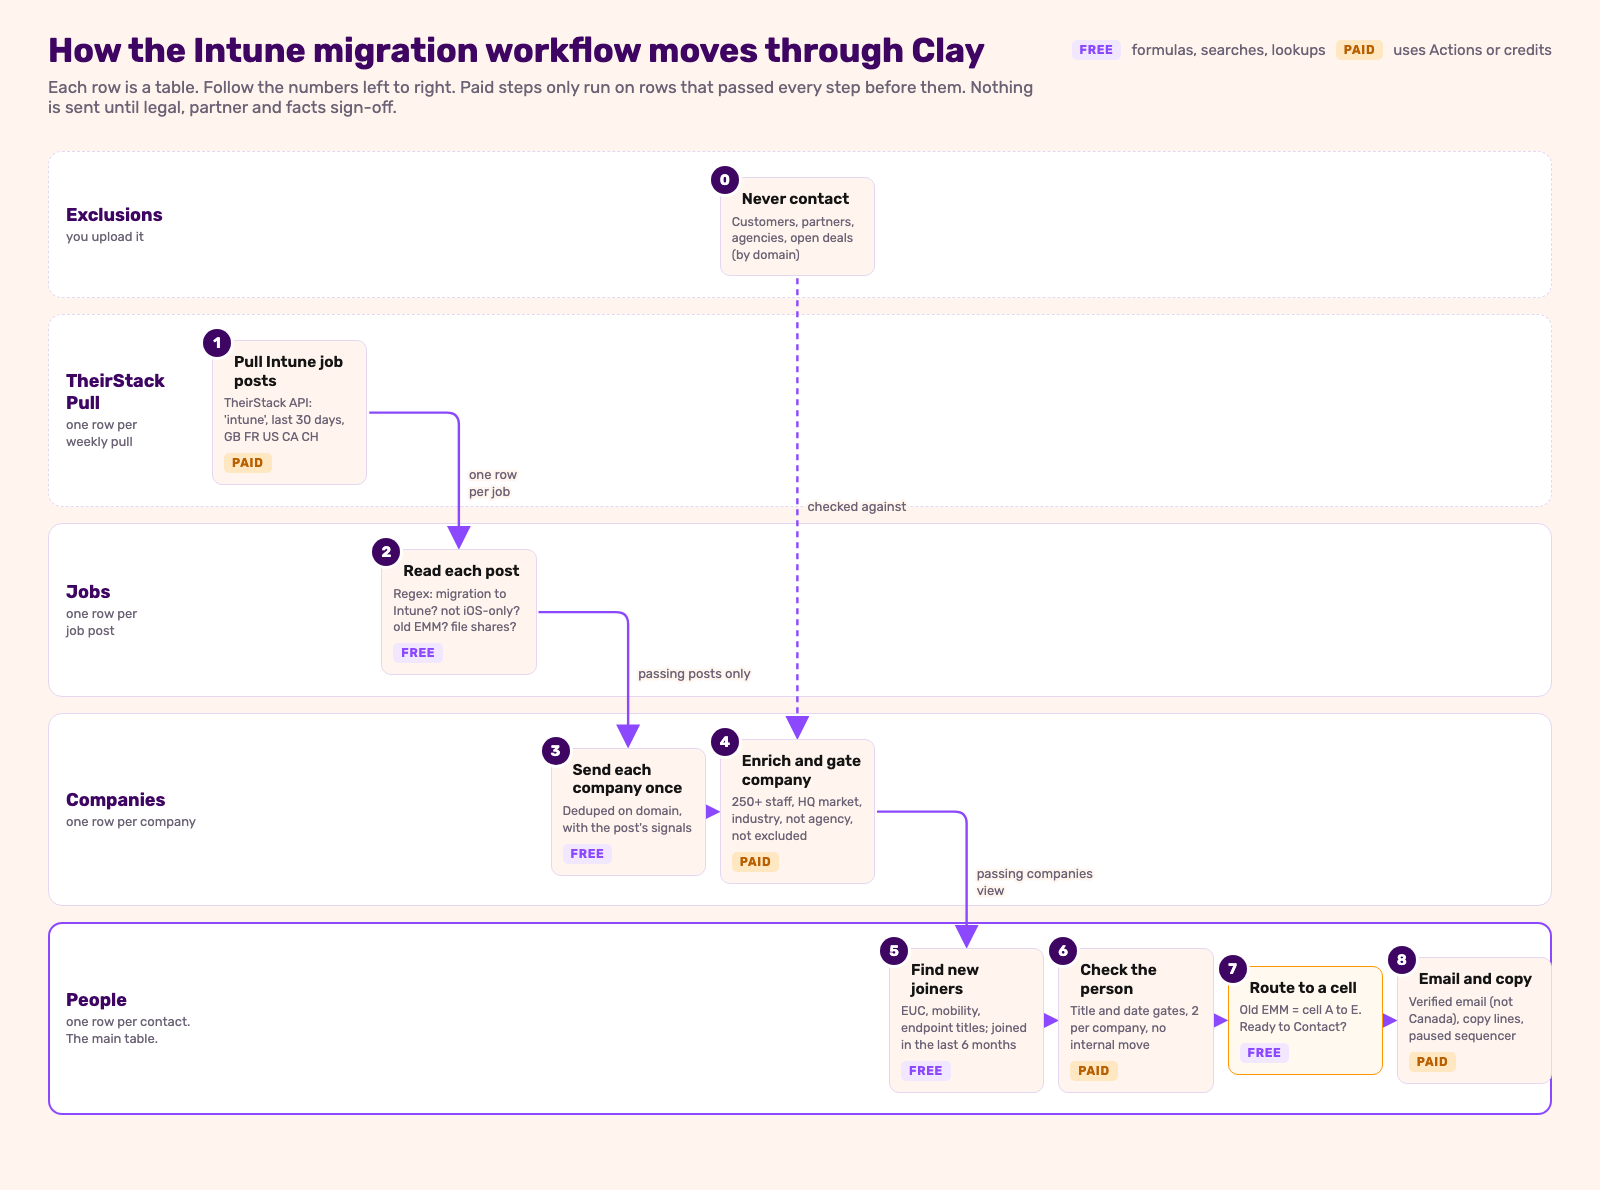 How the Intune migration workflow moves through Clay
FREE formulas, searches, lookups PAID uses Actions or credits
Each row is a table. Follow the numbers left to right. Paid steps only run on rows that passed every step before them. Nothing
is sent until legal, partner and facts sign-off.
Exclusions
you upload it
0
Never contact
Customers, partners,
agencies, open deals
(by domain)
checked against
TheirStack
Pull
one row per
weekly pull
1
Pull Intune job
posts
TheirStack API:
'intune', last 30 days,
GB FR US CA CH
PAID
one row
per job
Jobs
one row per
job post
2
Read each post
Regex: migration to
Intune? not iOS-only?
old EMM? file shares?
FREE
passing posts only
Companies
one row per company
3
Send each
company once
Deduped on domain,
with the post's signals
FREE
4
Enrich and gate
company
250+ staff, HQ market,
industry, not agency,
not excluded
PAID
passing companies
view
People
one row per contact.
The main table.
5
Find new
joiners
EUC, mobility,
endpoint titles; joined
in the last 6 months
FREE
6
Check the
person
Title and date gates, 2
per company, no
internal move
PAID
7
Route to a cell
Old EMM = cell A to E.
Ready to Contact?
FREE
8
Email and copy
Verified email (not
Canada), copy lines,
paused sequencer
PAID